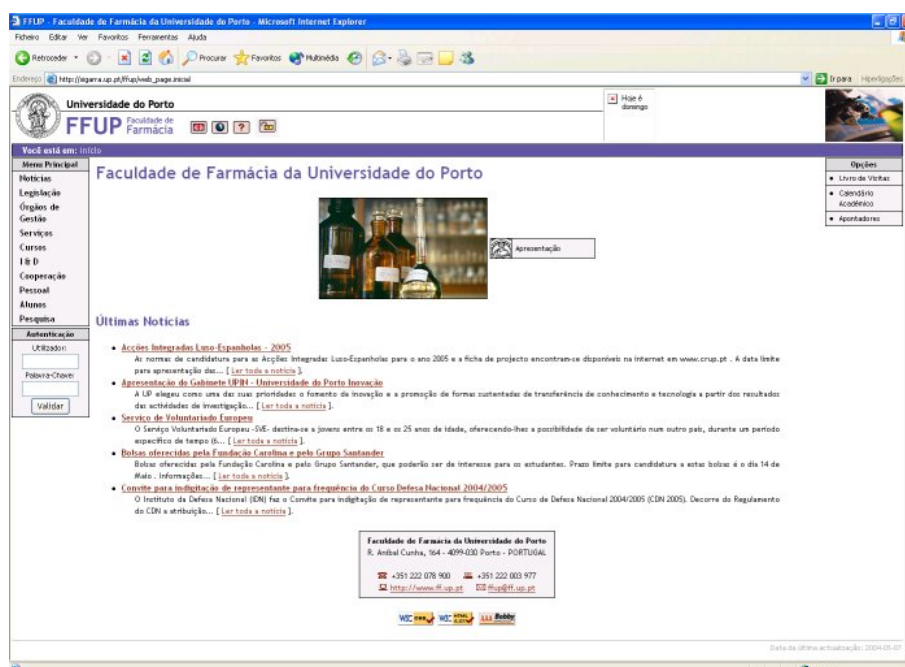 FFUP - Faculdade de Farmácia da Universidade do Porto - Microsoft Internet Explorer
Ficheiro Editar Ver Favoritos Ferramentas Ajuda
Retroceder Procurar Favoritos Multimédia
Endereço http://sigarra.up.pt/ffup/web_page.inicial Ir para Hiperligações
Universidade do Porto
FFUP Faculdade de
Farmácia
Hoje é
domingo
Você está em: Início
Menu Principal
Notícias
Legislação
Órgãos de
Gestão
Serviços
Cursos
I & D
Cooperação
Pessoal
Alunos
Pesquisa
Autenticação
Utilizador:
Palavra-Chave:
Validar
Faculdade de Farmácia da Universidade do Porto
Apresentação
Últimas Notícias
Acções Integradas Luso-Espanholas - 2005
As normas de candidatura para as Acções Integradas Luso-Espanholas para o ano 2005 e a ficha de projecto encontram-se disponíveis na internet em www.crup.pt . A data limite
para apresentação das... [ Ler toda a notícia ].
Apresentação do Gabinete UPIN - Universidade do Porto Inovação
A UP elegeu como uma das suas prioridades o fomento de inovação e a promoção de formas sustentadas de transferência de conhecimento e tecnologia a partir dos resultados
das actividades de investigação... [ Ler toda a notícia ].
Serviço de Voluntariado Europeu
O Serviço Voluntariado Europeu -SVE- destina-se a jovens entre os 18 e os 25 anos de idade, oferecendo-lhes a possibilidade de ser voluntário num outro país, durante um período
específico de tempo (6... [ Ler toda a notícia ].
Bolsas oferecidas pela Fundação Carolina e pelo Grupo Santander
Bolsas oferecidas pela Fundação Carolina e pelo Grupo Santander, que poderão ser de interesse para os estudantes. Prazo limite para candidatura a estas bolsas é o dia 14 de
Maio . Informações... [ Ler toda a notícia ].
Convite para indigitação de representante para frequência do Curso Defesa Nacional 2004/2005
O Instituto da Defesa Nacional (IDN) faz o Convite para indigitação de representante para frequência do Curso de Defesa Nacional 2004/2005 (CDN 2005). Decorre do Regulamento
do CDN a atribuição... [ Ler toda a notícia ].
Opções
Livro de Visitas
Calendário
Académico
Apontadores
Faculdade de Farmácia da Universidade do Porto
R. Aníbal Cunha, 164 - 4099-030 Porto - PORTUGAL
+351 222 078 900 +351 222 003 977
http://www.ff.up.pt ffup@ff.up.pt
W3C CSS W3C HTML Bobby
Data da última actualização: 2004-05-07